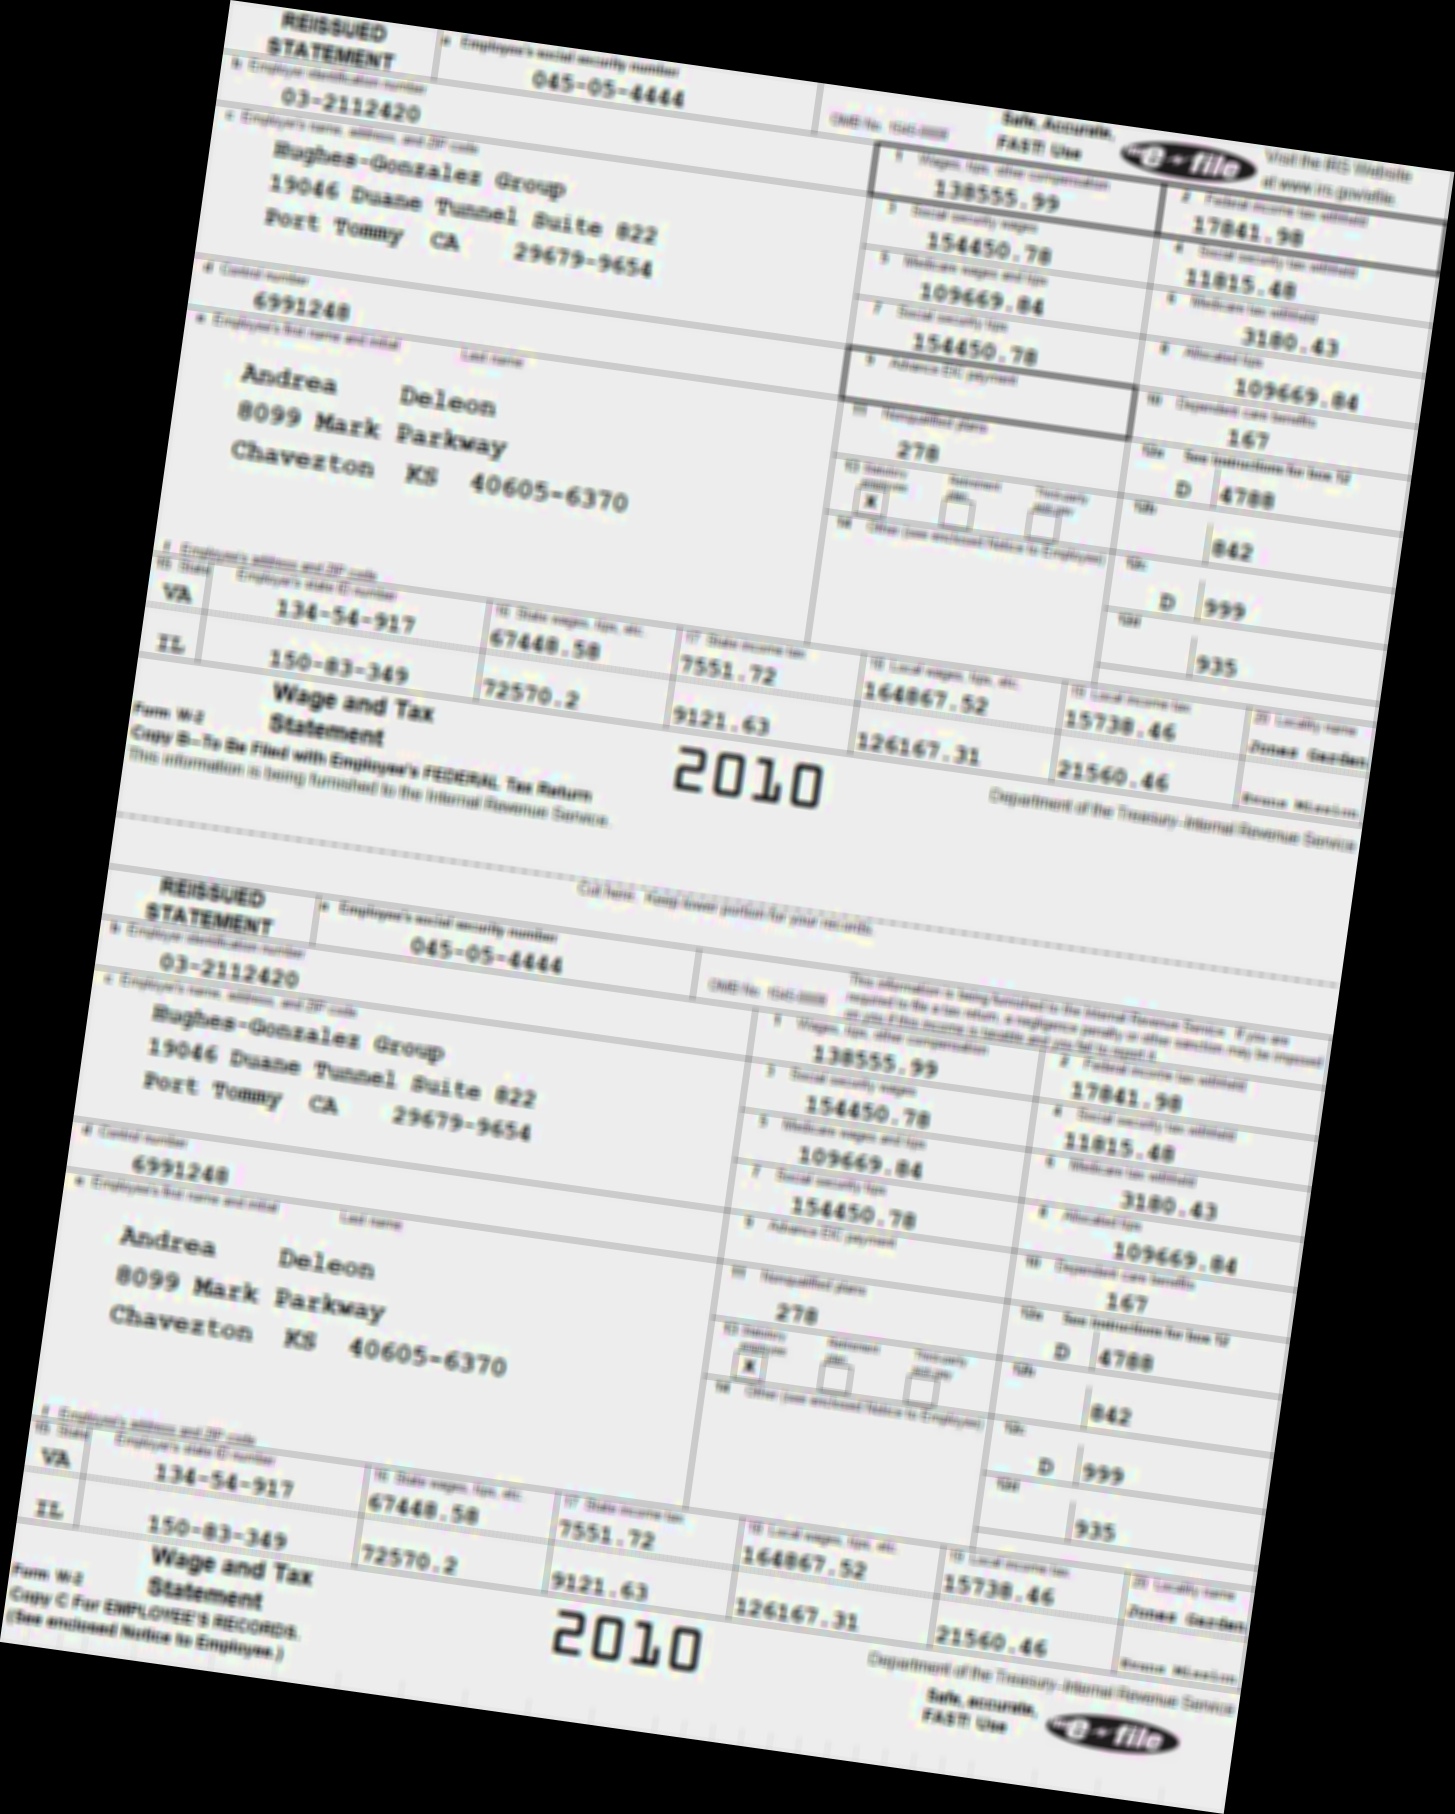 REISSUED
STATEMENT
a Employee's social security number
045-05-4444
OMB No. 1545-0008
Safe, Accurate,
FAST! Use
e~file
Visit the IRS Website
at www.irs.gov/efile.
b Employer identification number
03-2112420
c Employer's name, address, and ZIP code
Hughes-Gonzalez Group
19046 Duane Tunnel Suite 822
Port Tommy CA 29679-9654
1 Wages, tips, other compensation
138555.99
2 Federal income tax withheld
17841.98
3 Social security wages
154450.78
4 Social security tax withheld
11815.48
5 Medicare wages and tips
109669.84
6 Medicare tax withheld
3180.43
d Control number
6991248
7 Social security tips
154450.78
8 Allocated tips
109669.84
e Employee's first name and initial Last name
Andrea Deleon
8099 Mark Parkway
Chaverton KS 40605-6370
9 Advance EIC payment
10 Dependent care benefits
167
11 Nonqualified plans
278
12a See instructions for box 12
D 4788
13 Statutory employee Retirement plan Third-party sick pay
X
12b
842
14 Other (see enclosed Notice to Employee)
12c
D 999
12d
935
f Employee's address and ZIP code
15 State Employer's state ID number
VA 134-54-917
IL 150-83-349
16 State wages, tips, etc.
67448.58
72570.2
17 State income tax
7551.72
9121.63
18 Local wages, tips, etc.
164867.52
126167.31
19 Local income tax
15738.46
21560.46
20 Locality name
Jones Garden
Mission
Form W-2
Wage and Tax
Statement
2010
Copy B--To Be Filed with Employee's FEDERAL Tax Return
This information is being furnished to the Internal Revenue Service.
Department of the Treasury--Internal Revenue Service
Cut here. Keep lower portion for your records.
REISSUED
STATEMENT
a Employee's social security number
045-05-4444
OMB No. 1545-0008
This information is being furnished to the Internal Revenue Service. If you are
required to file a tax return, a negligence penalty or other sanction may be imposed
on you if this income is taxable and you fail to report it.
b Employer identification number
03-2112420
c Employer's name, address, and ZIP code
Hughes-Gonzalez Group
19046 Duane Tunnel Suite 822
Port Tommy CA 29679-9654
1 Wages, tips, other compensation
138555.99
2 Federal income tax withheld
17841.98
3 Social security wages
154450.78
4 Social security tax withheld
11815.48
5 Medicare wages and tips
109669.84
6 Medicare tax withheld
3180.43
d Control number
6991248
7 Social security tips
154450.78
8 Allocated tips
109669.84
e Employee's first name and initial Last name
Andrea Deleon
8099 Mark Parkway
Chaverton KS 40605-6370
9 Advance EIC payment
10 Dependent care benefits
167
11 Nonqualified plans
278
12a See instructions for box 12
D 4788
13 Statutory employee Retirement plan Third-party sick pay
X
12b
842
14 Other (see enclosed Notice to Employee)
12c
D 999
12d
935
f Employee's address and ZIP code
15 State Employer's state ID number
VA 134-54-917
IL 150-83-349
16 State wages, tips, etc.
67448.58
72570.2
17 State income tax
7551.72
9121.63
18 Local wages, tips, etc.
164867.52
126167.31
19 Local income tax
15738.46
21560.46
20 Locality name
Jones Garden
Mission
Form W-2
Wage and Tax
Statement
2010
Copy C For EMPLOYEE'S RECORDS.
(See enclosed Notice to Employee.)
Department of the Treasury--Internal Revenue Service
Safe, accurate,
FAST! Use
e~file